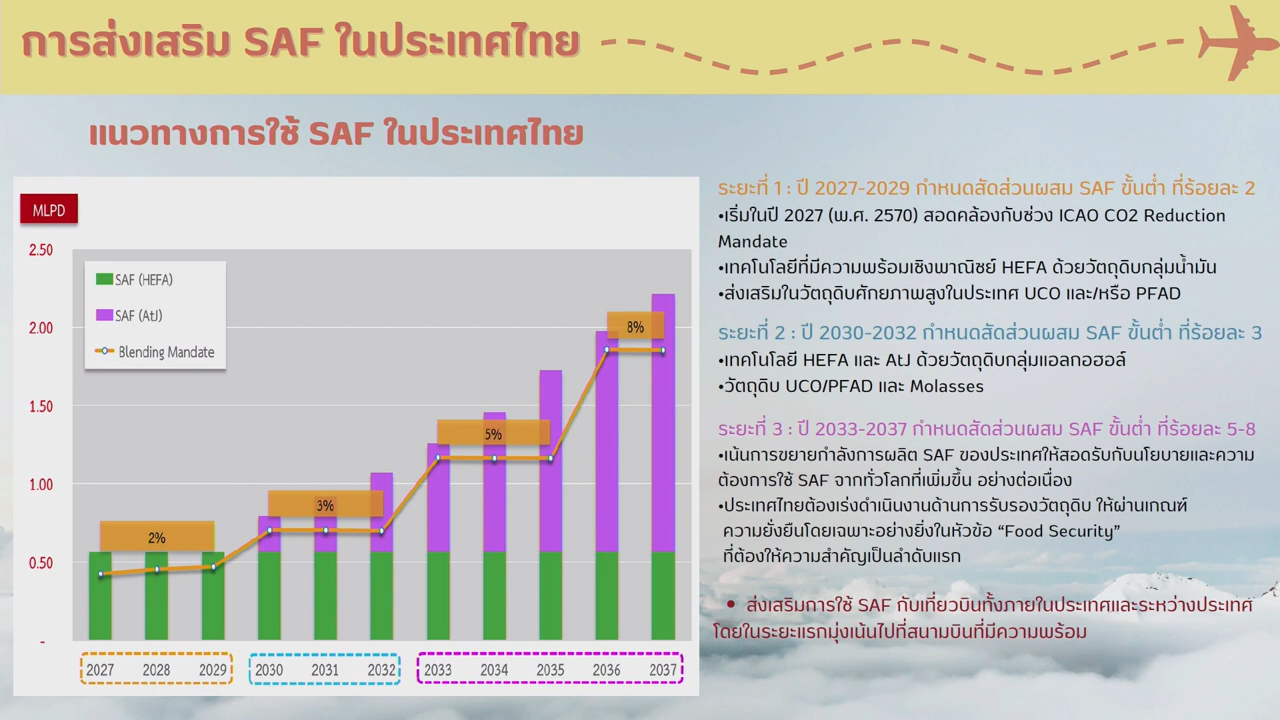 การส่งเสริม SAF ในประเทศไทย
แนวทางการใช้ SAF ในประเทศไทย
MLPD
2.50
2.00
1.50
1.00
0.50
-
SAF (HEFA)
SAF (AtJ)
Blending Mandate
2%
3%
5%
8%
2027 2028 2029 2030 2031 2032 2033 2034 2035 2036 2037
ระยะที่ 1 : ปี 2027-2029 กำหนดสัดส่วนผสม SAF ขั้นต่ำ ที่ร้อยละ 2
•เริ่มในปี 2027 (พ.ศ. 2570) สอดคล้องกับช่วง ICAO CO2 Reduction
Mandate
•เทคโนโลยีที่มีความพร้อมเชิงพาณิชย์ HEFA ด้วยวัตถุดิบกลุ่มน้ำมัน
•ส่งเสริมในวัตถุดิบศักยภาพสูงในประเทศ UCO และ/หรือ PFAD
ระยะที่ 2 : ปี 2030-2032 กำหนดสัดส่วนผสม SAF ขั้นต่ำ ที่ร้อยละ 3
•เทคโนโลยี HEFA และ AtJ ด้วยวัตถุดิบกลุ่มแอลกอฮอล์
•วัตถุดิบ UCO/PFAD และ Molasses
ระยะที่ 3 : ปี 2033-2037 กำหนดสัดส่วนผสม SAF ขั้นต่ำ ที่ร้อยละ 5-8
•เน้นการขยายกำลังการผลิต SAF ของประเทศให้สอดรับกับนโยบายและความ
ต้องการใช้ SAF จากทั่วโลกที่เพิ่มขึ้น อย่างต่อเนื่อง
•ประเทศไทยต้องเร่งดำเนินงานด้านการรับรองวัตถุดิบ ให้ผ่านเกณฑ์
ความยั่งยืนโดยเฉพาะอย่างยิ่งในหัวข้อ “Food Security”
ที่ต้องให้ความสำคัญเป็นลำดับแรก
• ส่งเสริมการใช้ SAF กับเที่ยวบินทั้งภายในประเทศและระหว่างประเทศ
โดยในระยะแรกมุ่งเน้นไปที่สนามบินที่มีความพร้อม